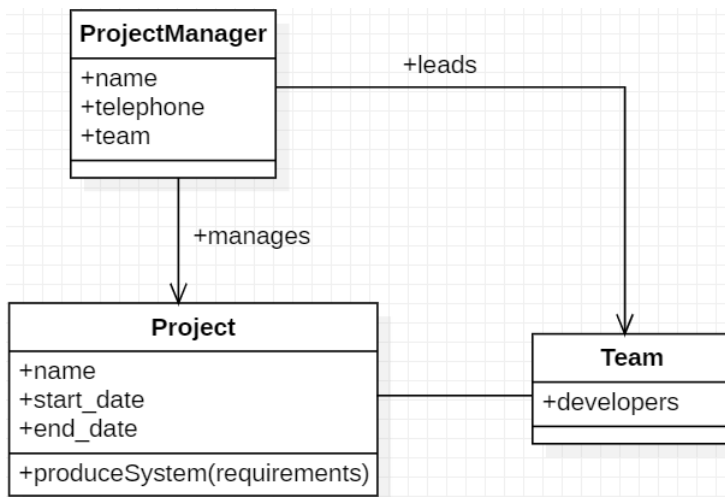 ProjectManager
+name
+telephone
+team
+leads
+manages
Project
+name
+start_date
+end_date
+produceSystem(requirements)
Team
+developers